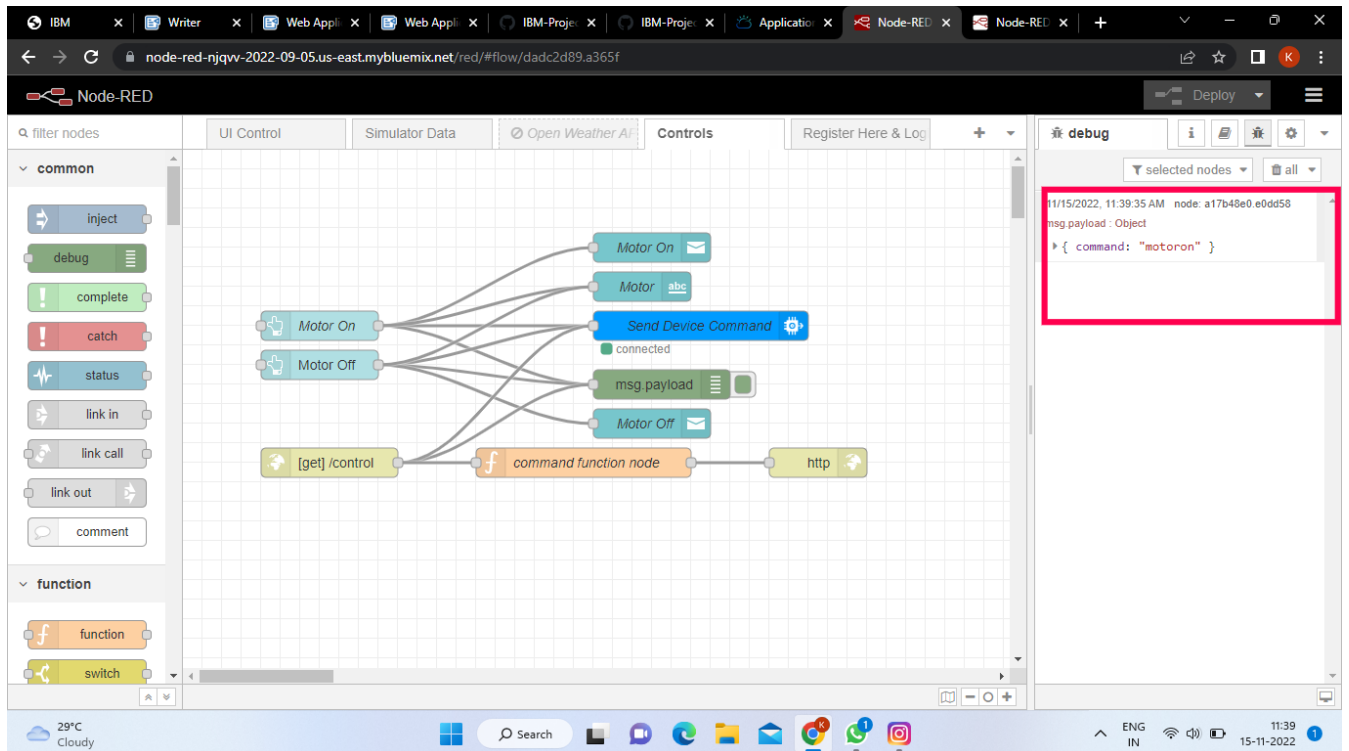 IBM
Writer
Web Appli
Web Appli
IBM-Projec
IBM-Projec
Application
Node-RED
Node-RED
node-red-njqvv-2022-09-05.us-east.mybluemix.net/red/#flow/dadc2d89.a365f
K
Node-RED
Deploy
filter nodes
UI Control
Simulator Data
Open Weather AP
Controls
Register Here & Log
debug
i
common
selected nodes
all
inject
debug
complete
catch
status
link in
link call
link out
comment
function
function
switch
Motor On
Motor
abc
Motor On
Send Device Command
connected
Motor Off
msg.payload
Motor Off
[get] /control
f
command function node
http
11/15/2022, 11:39:35 AM node: a17b48e0.e0dd58
msg.payload : Object
{ command: "motoron" }
29°C
Cloudy
Search
K
1
ENG
IN
11:39
15-11-2022
1